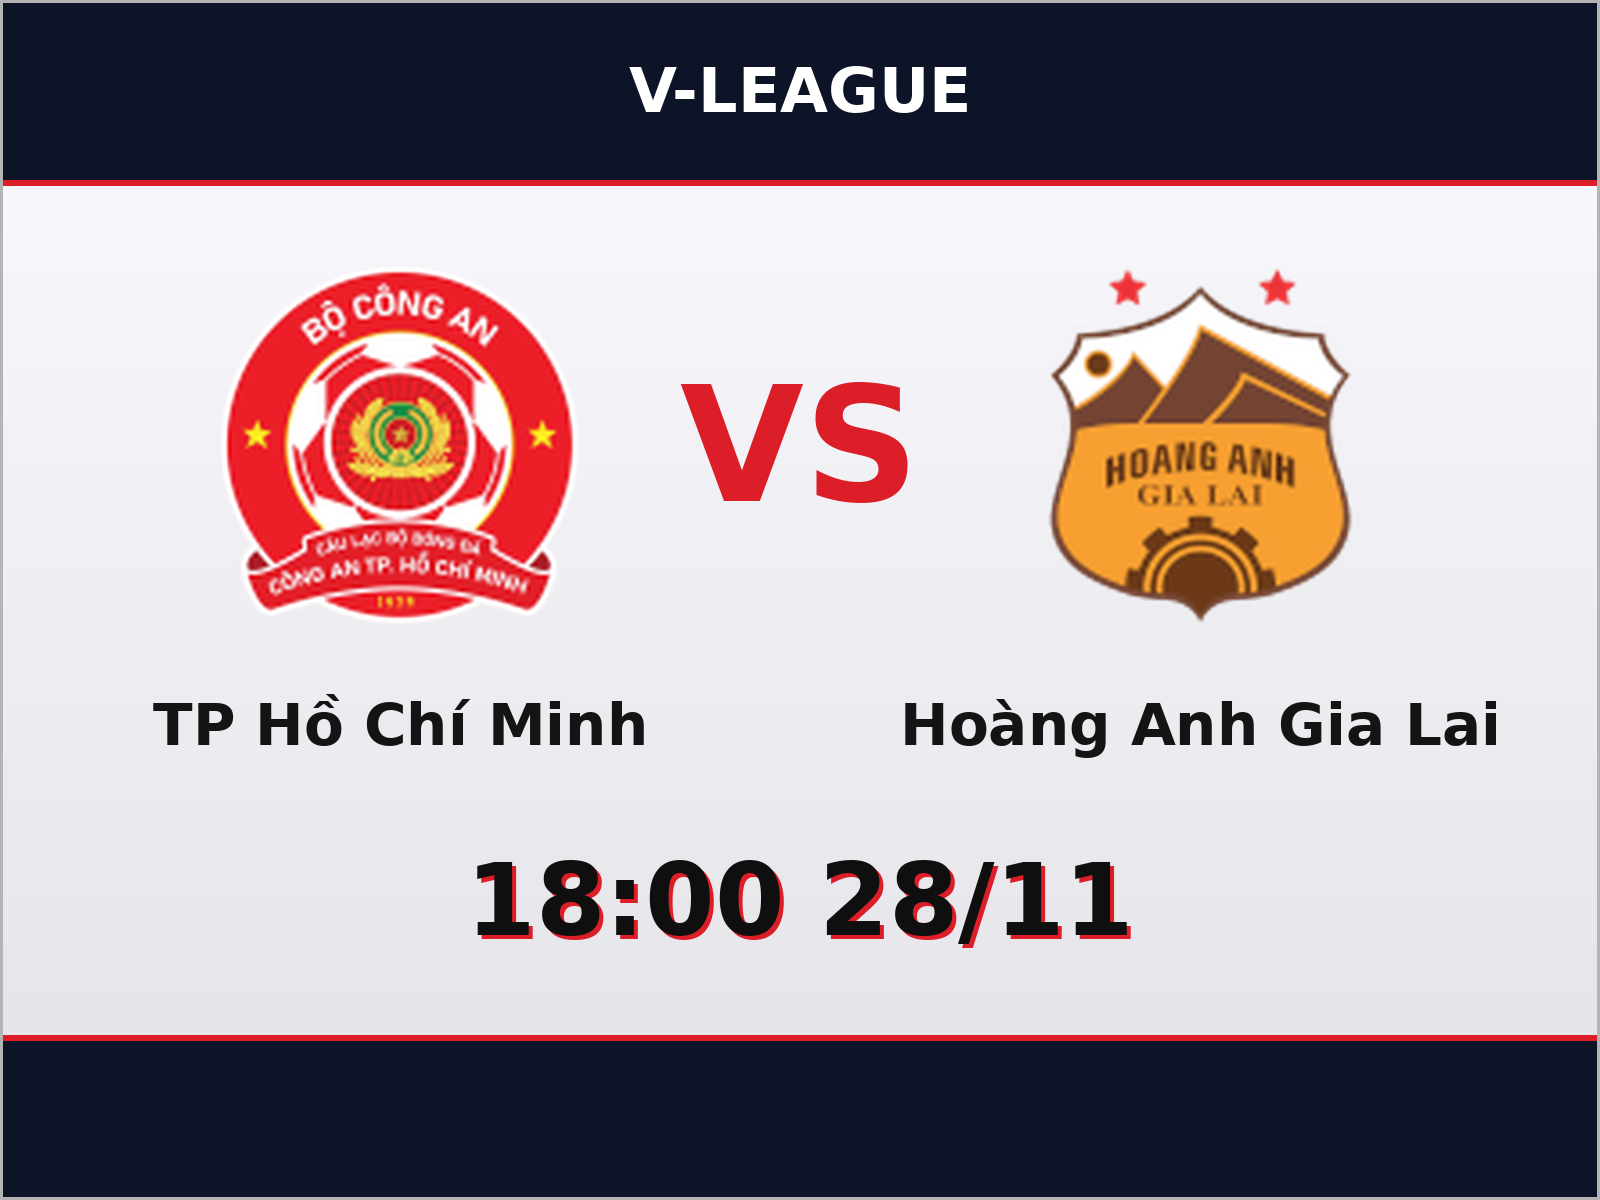 V-LEAGUE
BỘ CÔNG AN
CÂU LẠC BỘ BÓNG ĐÁ
CÔNG AN TP. HỒ CHÍ MINH
VS
HOANG ANH
GIA LAI
TP Hồ Chí Minh
Hoàng Anh Gia Lai
18:00 28/11